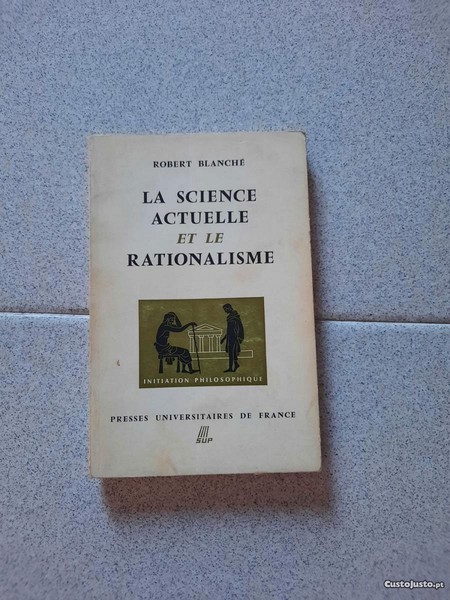 ROBERT BLANCHÉ
LA SCIENCE
ACTUELLE
ET LE
RATIONALISME
INITIATION PHILOSOPHIQUE
PRESSES UNIVERSITAIRES DE FRANCE
SUP
CustoJusto.pt